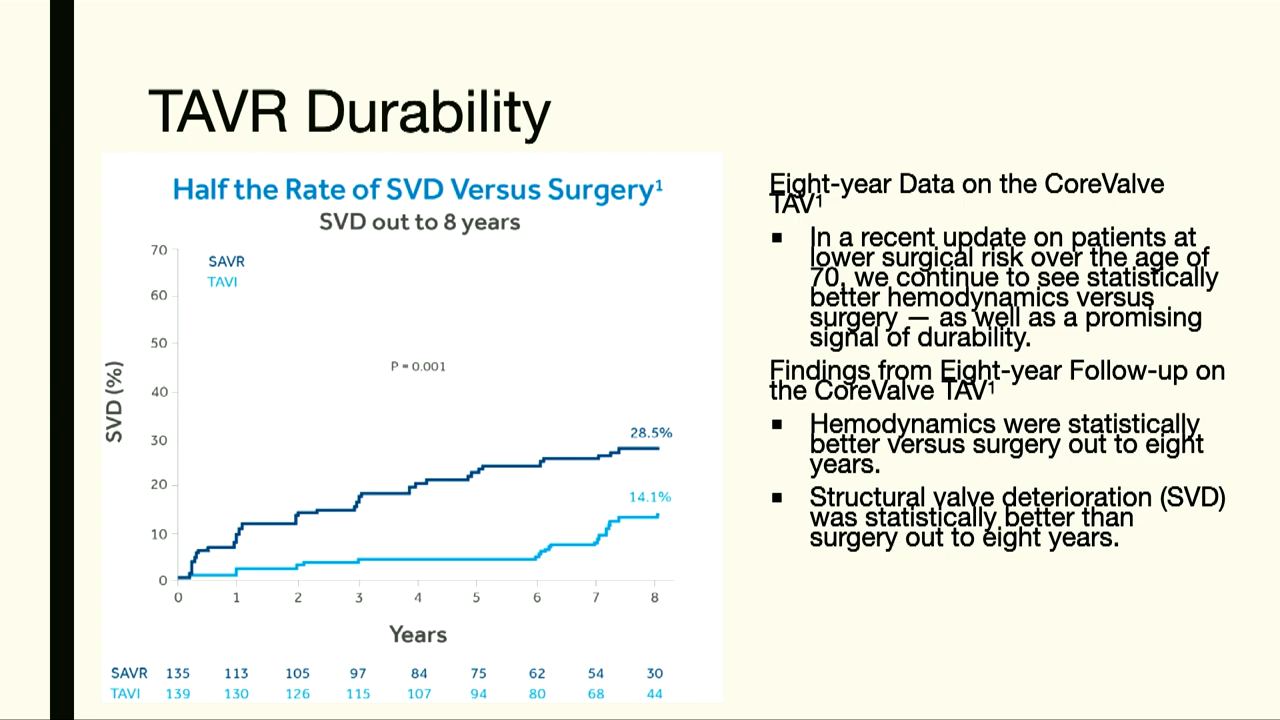 TAVR Durability
Half the Rate of SVD Versus Surgery¹
SVD out to 8 years
70
60
50
40
30
20
10
0
SVD (%)
SAVR
TAVI
P = 0.001
28.5%
14.1%
0 1 2 3 4 5 6 7 8
Years
SAVR 135 113 105 97 84 75 62 54 30
TAVI 139 130 126 115 107 94 80 68 44
Eight-year Data on the CoreValve
TAV¹
▪ In a recent update on patients at
lower surgical risk over the age of
70, we continue to see statistically
better hemodynamics versus
surgery — as well as a promising
signal of durability.
Findings from Eight-year Follow-up on
the CoreValve TAV¹
▪ Hemodynamics were statistically
better versus surgery out to eight
years.
▪ Structural valve deterioration (SVD)
was statistically better than
surgery out to eight years.